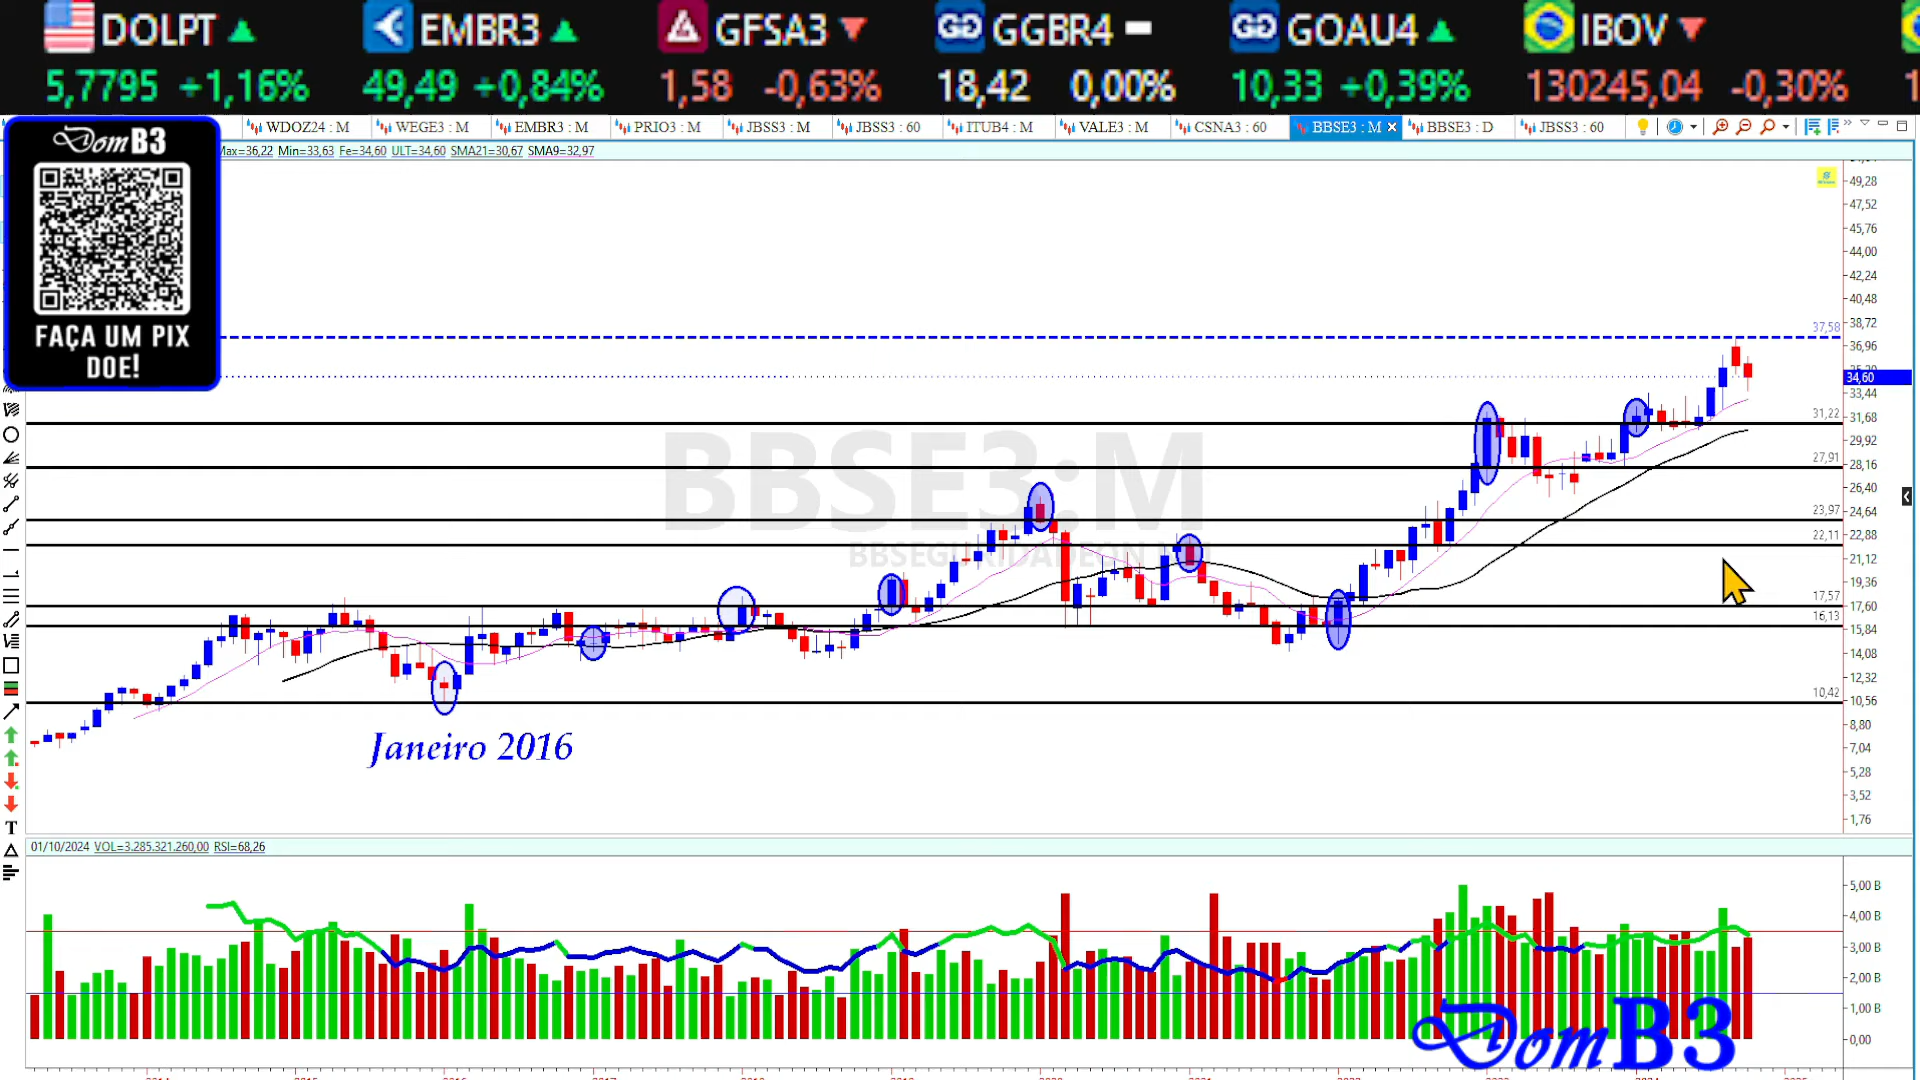 DOLPT EMBR3 GFSA3 GGBR4 GOAU4 IBOV
5,7795 +1,16% 49,49 +0,84% 1,58 -0,63% 18,42 0,00% 10,33 +0,39% 130245,04 -0,30%
WDOZ24 : M WEGE3 : M EMBR3 : M PRIO3 : M JBSS3 : M JBSS3 : 60 ITUB4 : M VALE3 : M CSNA3 : 60 BBSE3 : M BBSE3 : D JBSS3 : 60
Dom B3
Max=36,22 Min=33,63 Fe=34,60 ULT=34,60 SMA21=30,67 SMA9=32,97
FAÇA UM PIX
DOE!
49,28
47,52
45,76
44,00
42,24
40,48
38,72
37,58
36,96
34,60
33,44
31,22
31,68
29,92
27,91
28,16
26,40
23,97
24,64
22,11
22,88
21,12
19,36
17,57
17,60
16,13
15,84
14,08
12,32
10,42
10,56
8,80
7,04
5,28
3,52
1,76
BBSE3:M
Janeiro 2016
T
01/10/2024 VOL=3.285.321.260,00 RSI=68,26
5,00 B
4,00 B
3,00 B
2,00 B
1,00 B
0,00
DomB3